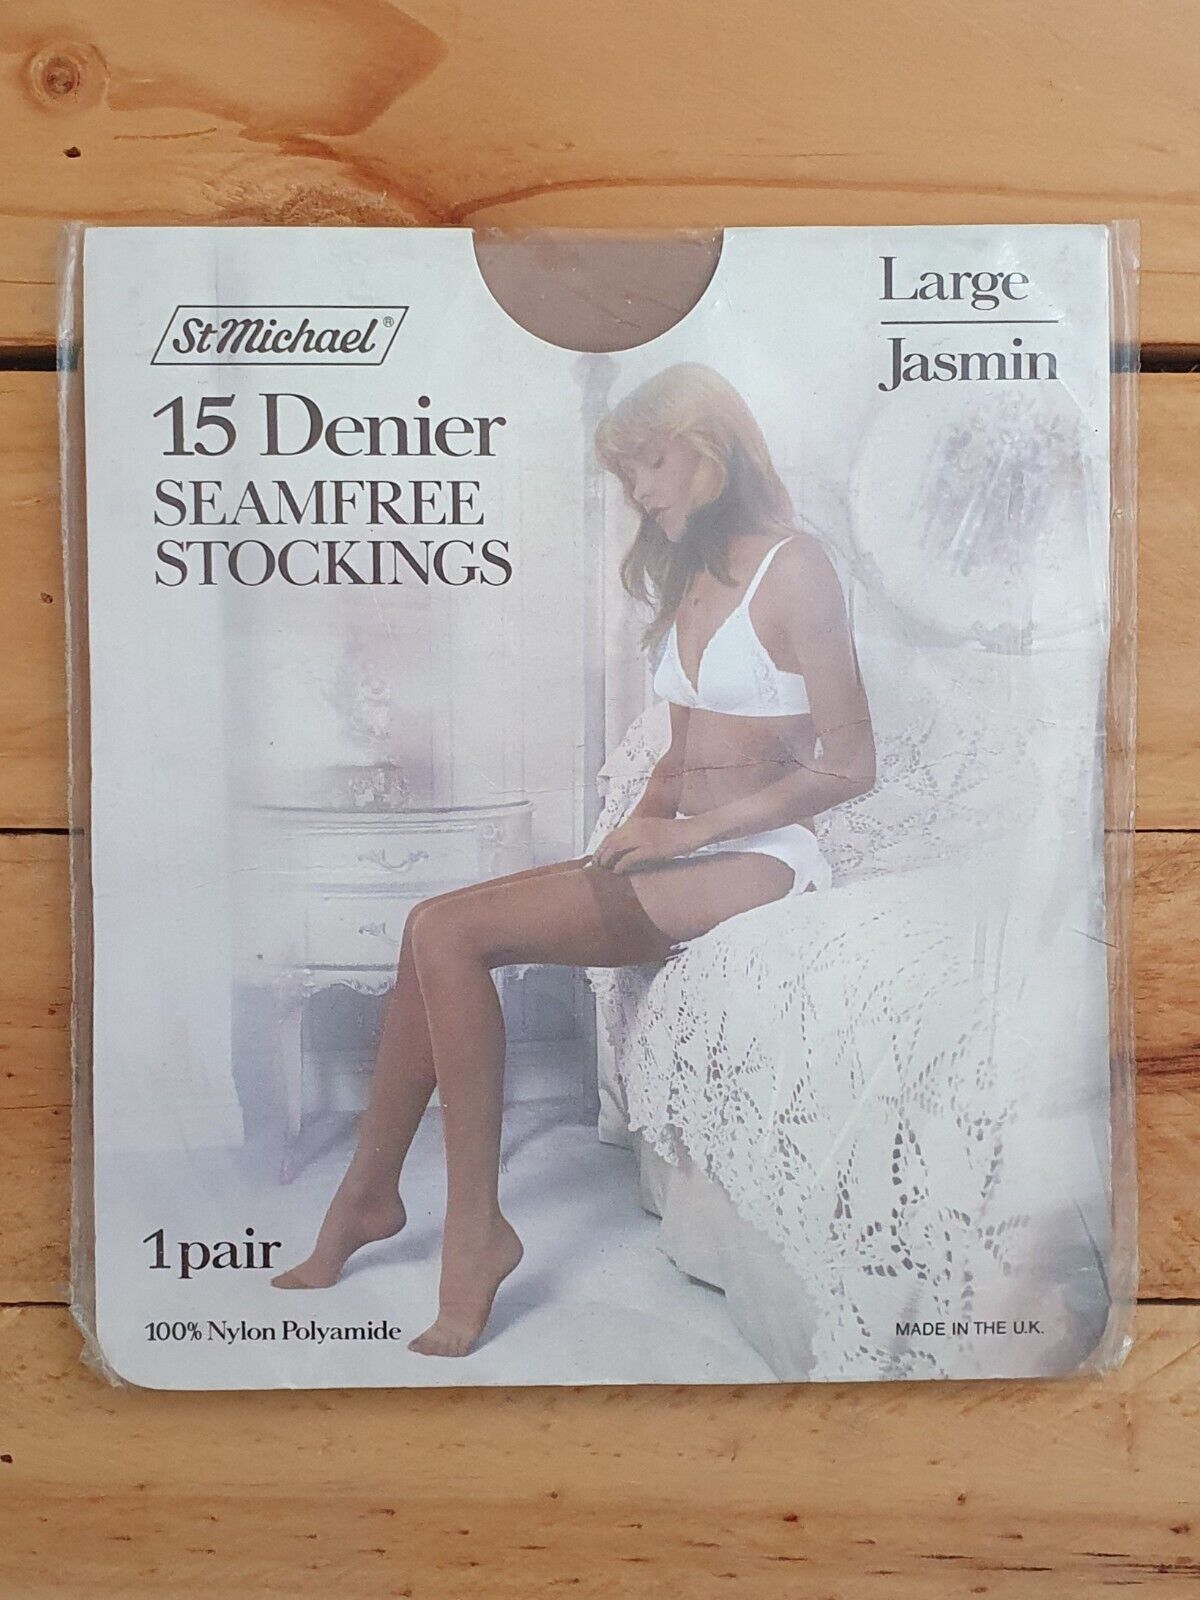 St Michael®
Large
Jasmin
15 Denier
SEAMFREE
STOCKINGS
1 pair
100% Nylon Polyamide
MADE IN THE U.K.